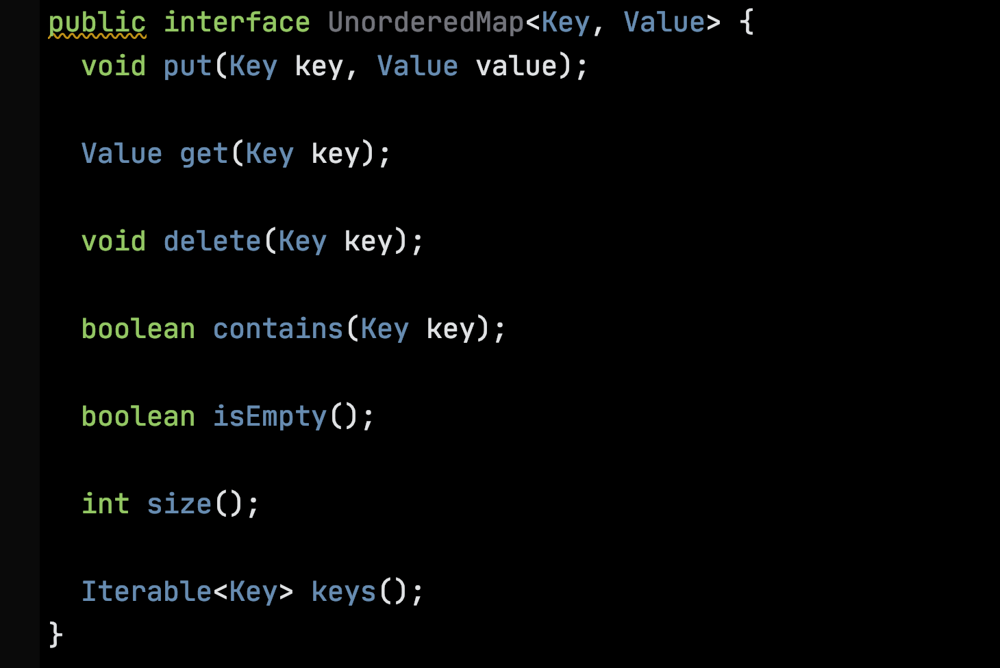 public interface UnorderedMap<Key, Value> {
  void put(Key key, Value value);

  Value get(Key key);

  void delete(Key key);

  boolean contains(Key key);

  boolean isEmpty();

  int size();

  Iterable<Key> keys();
}